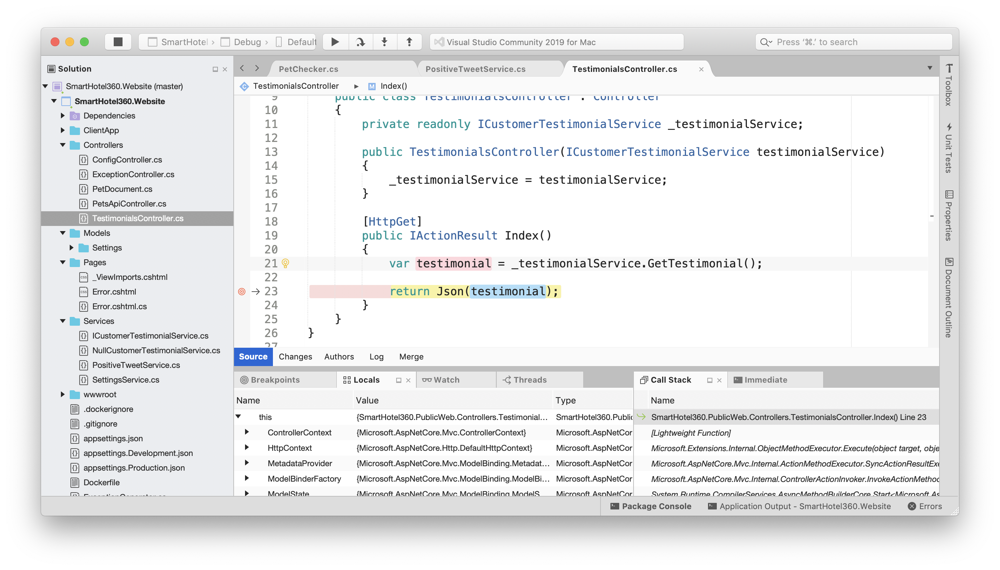 SmartHotel › Debug › Default
Visual Studio Community 2019 for Mac
Press ‘⌘.’ to search
Solution
SmartHotel360.Website (master)
SmartHotel360.Website
Dependencies
ClientApp
Controllers
ConfigController.cs
ExceptionController.cs
PetDocument.cs
PetsApiController.cs
TestimonialsController.cs
Models
Settings
Pages
_ViewImports.cshtml
Error.cshtml
Error.cshtml.cs
Services
ICustomerTestimonialService.cs
NullCustomerTestimonialService.cs
PositiveTweetService.cs
SettingsService.cs
wwwroot
.dockerignore
.gitignore
appsettings.json
appsettings.Development.json
appsettings.Production.json
Dockerfile
PetChecker.cs
PositiveTweetService.cs
TestimonialsController.cs
TestimonialsController
Index()
9 public class TestimonialsController : Controller
10 {
11 private readonly ICustomerTestimonialService _testimonialService;
12
13 public TestimonialsController(ICustomerTestimonialService testimonialService)
14 {
15 _testimonialService = testimonialService;
16 }
17
18 [HttpGet]
19 public IActionResult Index()
20 {
21 var testimonial = _testimonialService.GetTestimonial();
22
23 return Json(testimonial);
24 }
25 }
26 }
27
Source Changes Authors Log Merge
Breakpoints Locals Watch Threads
Name Value Type
this {SmartHotel360.PublicWeb.Controllers.Testimonial... SmartHotel360.Public
ControllerContext {Microsoft.AspNetCore.Mvc.ControllerContext} Microsoft.AspNetCor
HttpContext {Microsoft.AspNetCore.Http.DefaultHttpContext} Microsoft.AspNetCor
MetadataProvider {Microsoft.AspNetCore.Mvc.ModelBinding.Metadat... Microsoft.AspNetCor
ModelBinderFactory {Microsoft.AspNetCore.Mvc.ModelBinding.ModelBi... Microsoft.AspNetCor
ModelState {Microsoft.AspNetCore.Mvc.ModelBinding.ModelS Microsoft.AspNetCor
Call Stack Immediate
Name
SmartHotel360.PublicWeb.Controllers.TestimonialsController.Index() Line 23
[Lightweight Function]
Microsoft.Extensions.Internal.ObjectMethodExecutor.Execute(object target, obje
Microsoft.AspNetCore.Mvc.Internal.ActionMethodExecutor.SyncActionResultExe
Microsoft.AspNetCore.Mvc.Internal.ControllerActionInvoker.InvokeActionMethod
System.Runtime.CompilerServices.AsyncMethodBuilderCore.Start<Microsoft.As
Toolbox
Unit Tests
Properties
Document Outline
Package Console
Application Output - SmartHotel360.Website
Errors